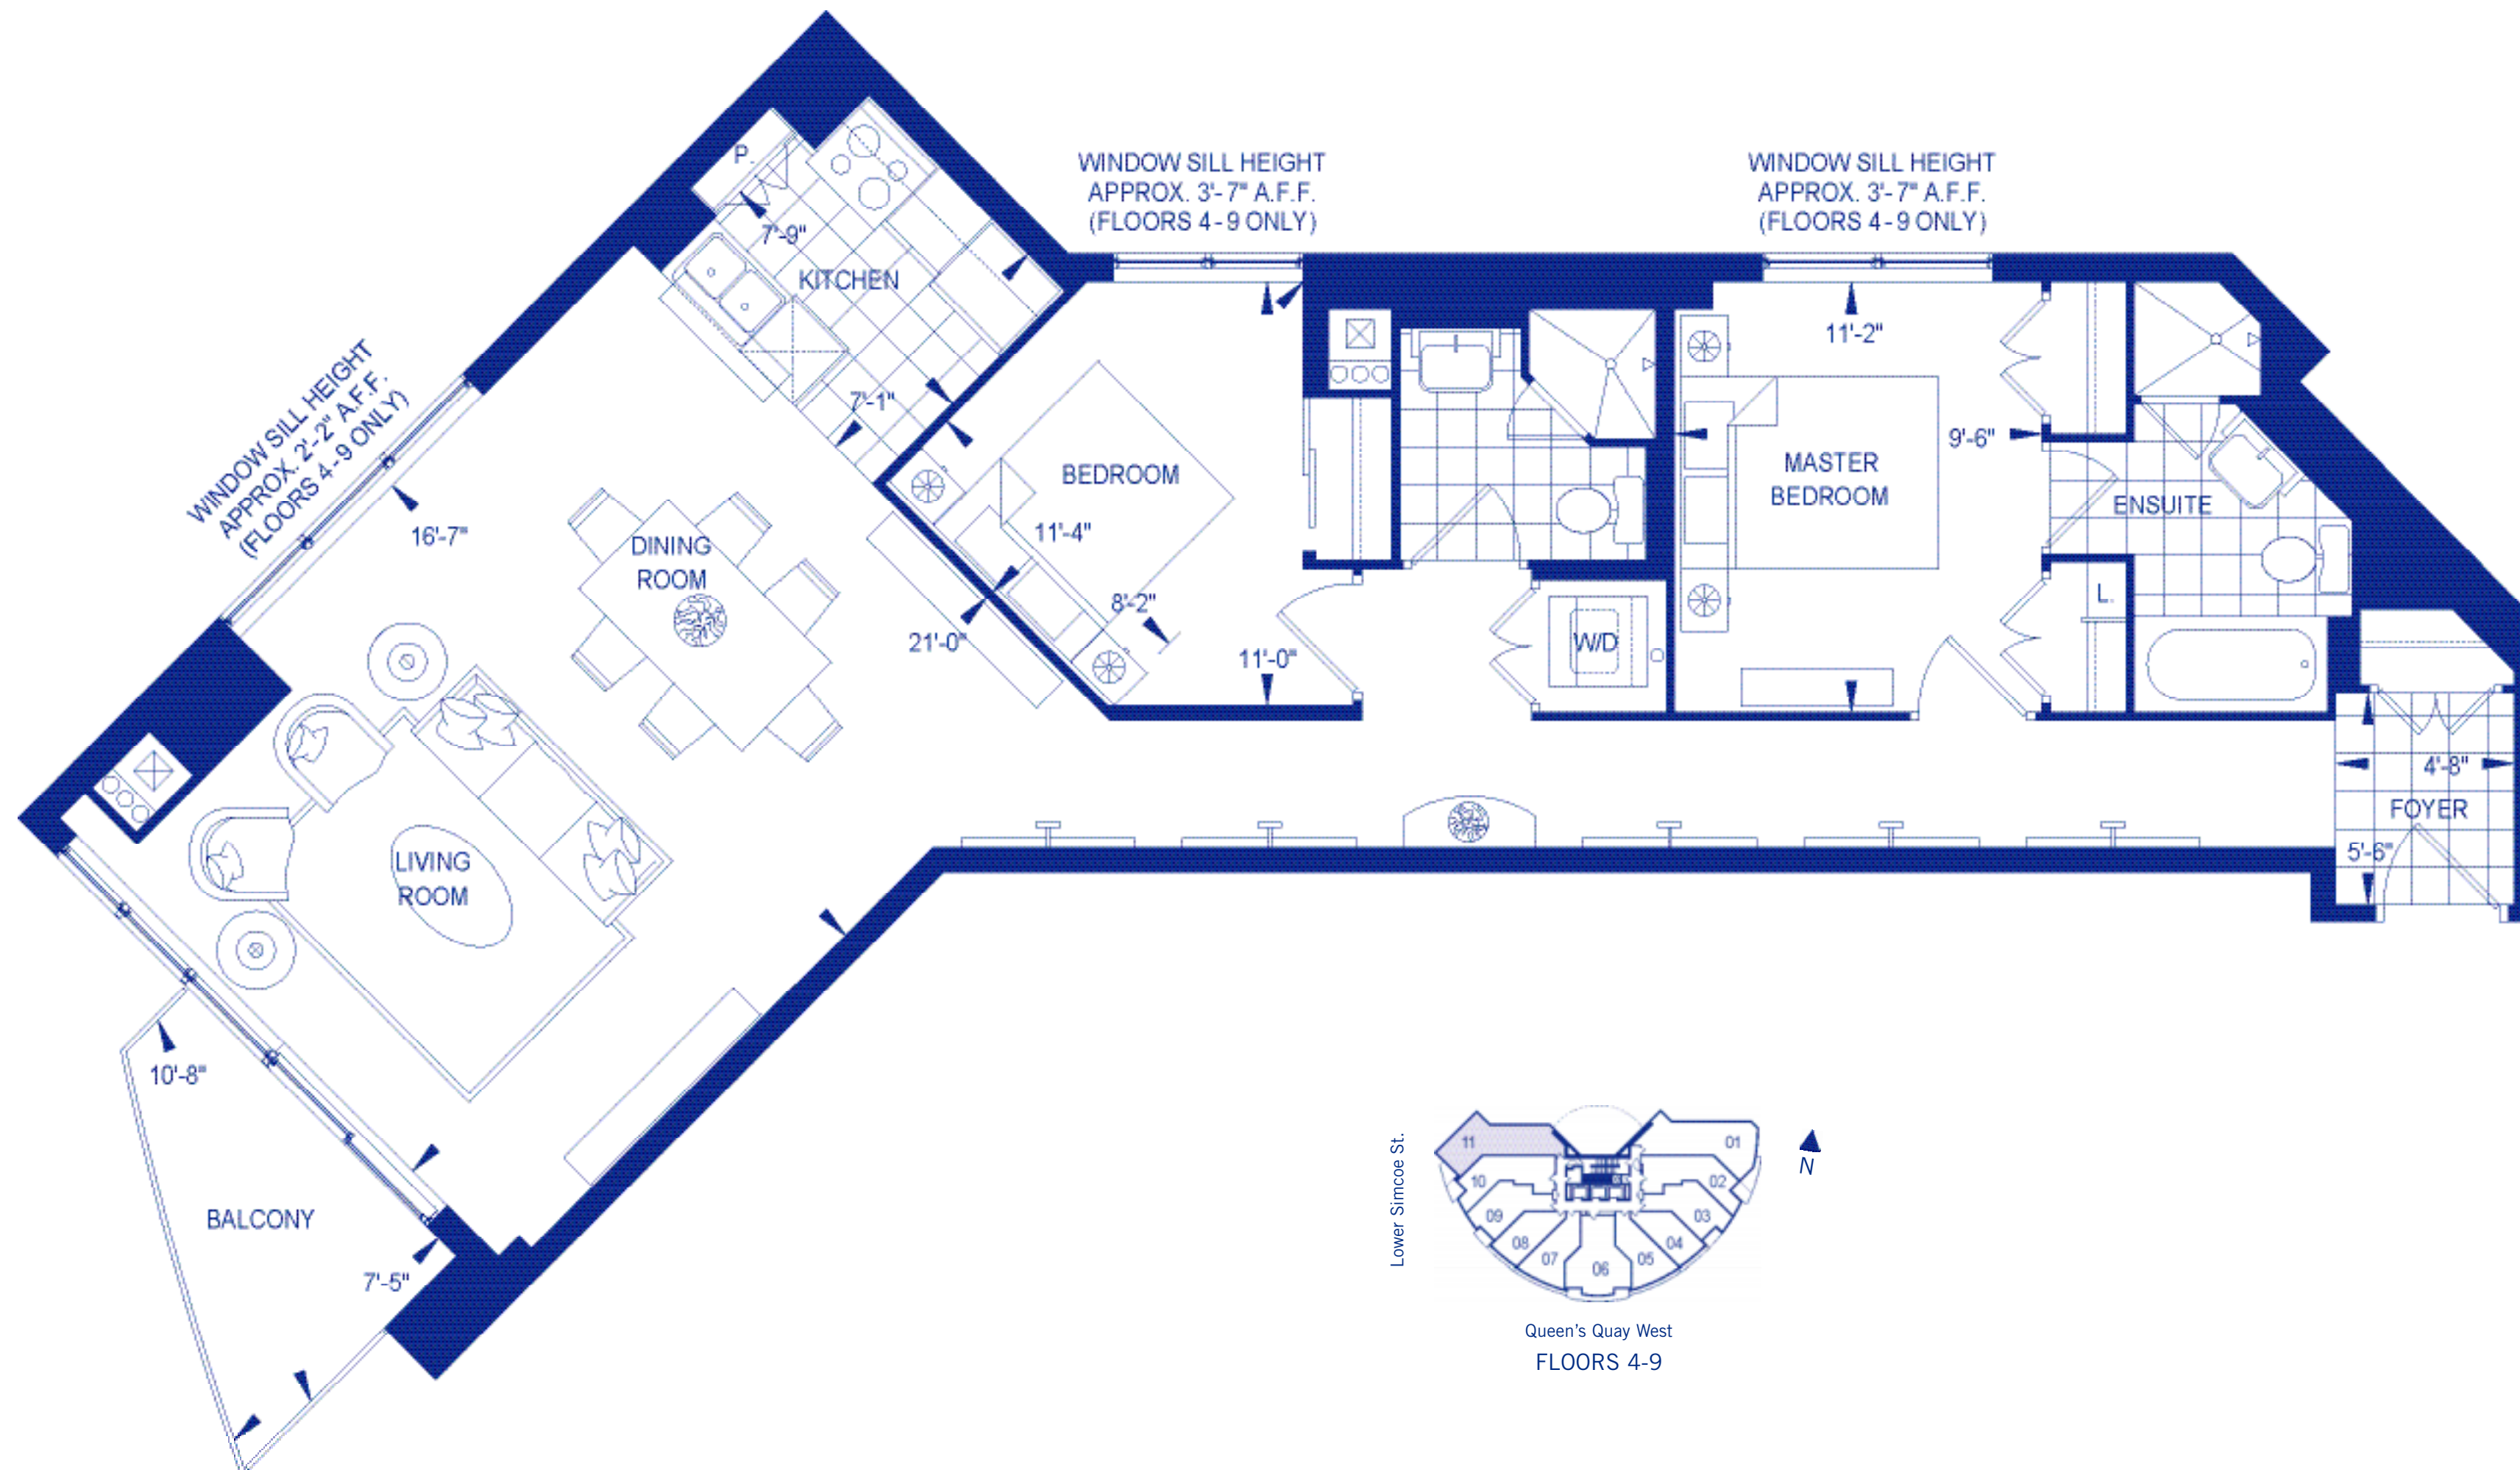 P.
7'-9"
KITCHEN
7'-1"
WINDOW SILL HEIGHT
APPROX. 3'-7" A.F.F.
(FLOORS 4-9 ONLY)
WINDOW SILL HEIGHT
APPROX. 3'-7" A.F.F.
(FLOORS 4-9 ONLY)
WINDOW SILL HEIGHT
APPROX. 2'-2" A.F.F.
(FLOORS 4-9 ONLY)
16'-7"
DINING
ROOM
21'-0"
BEDROOM
11'-4"
8'-2"
11'-0"
W/D
11'-2"
9'-6"
MASTER
BEDROOM
ENSUITE
L.
4'-8"
FOYER
5'-6"
LIVING
ROOM
10'-8"
BALCONY
7'-5"
Lower Simcoe St.
11
10
09
08
07
06
05
04
03
02
01
N
Queen's Quay West
FLOORS 4-9